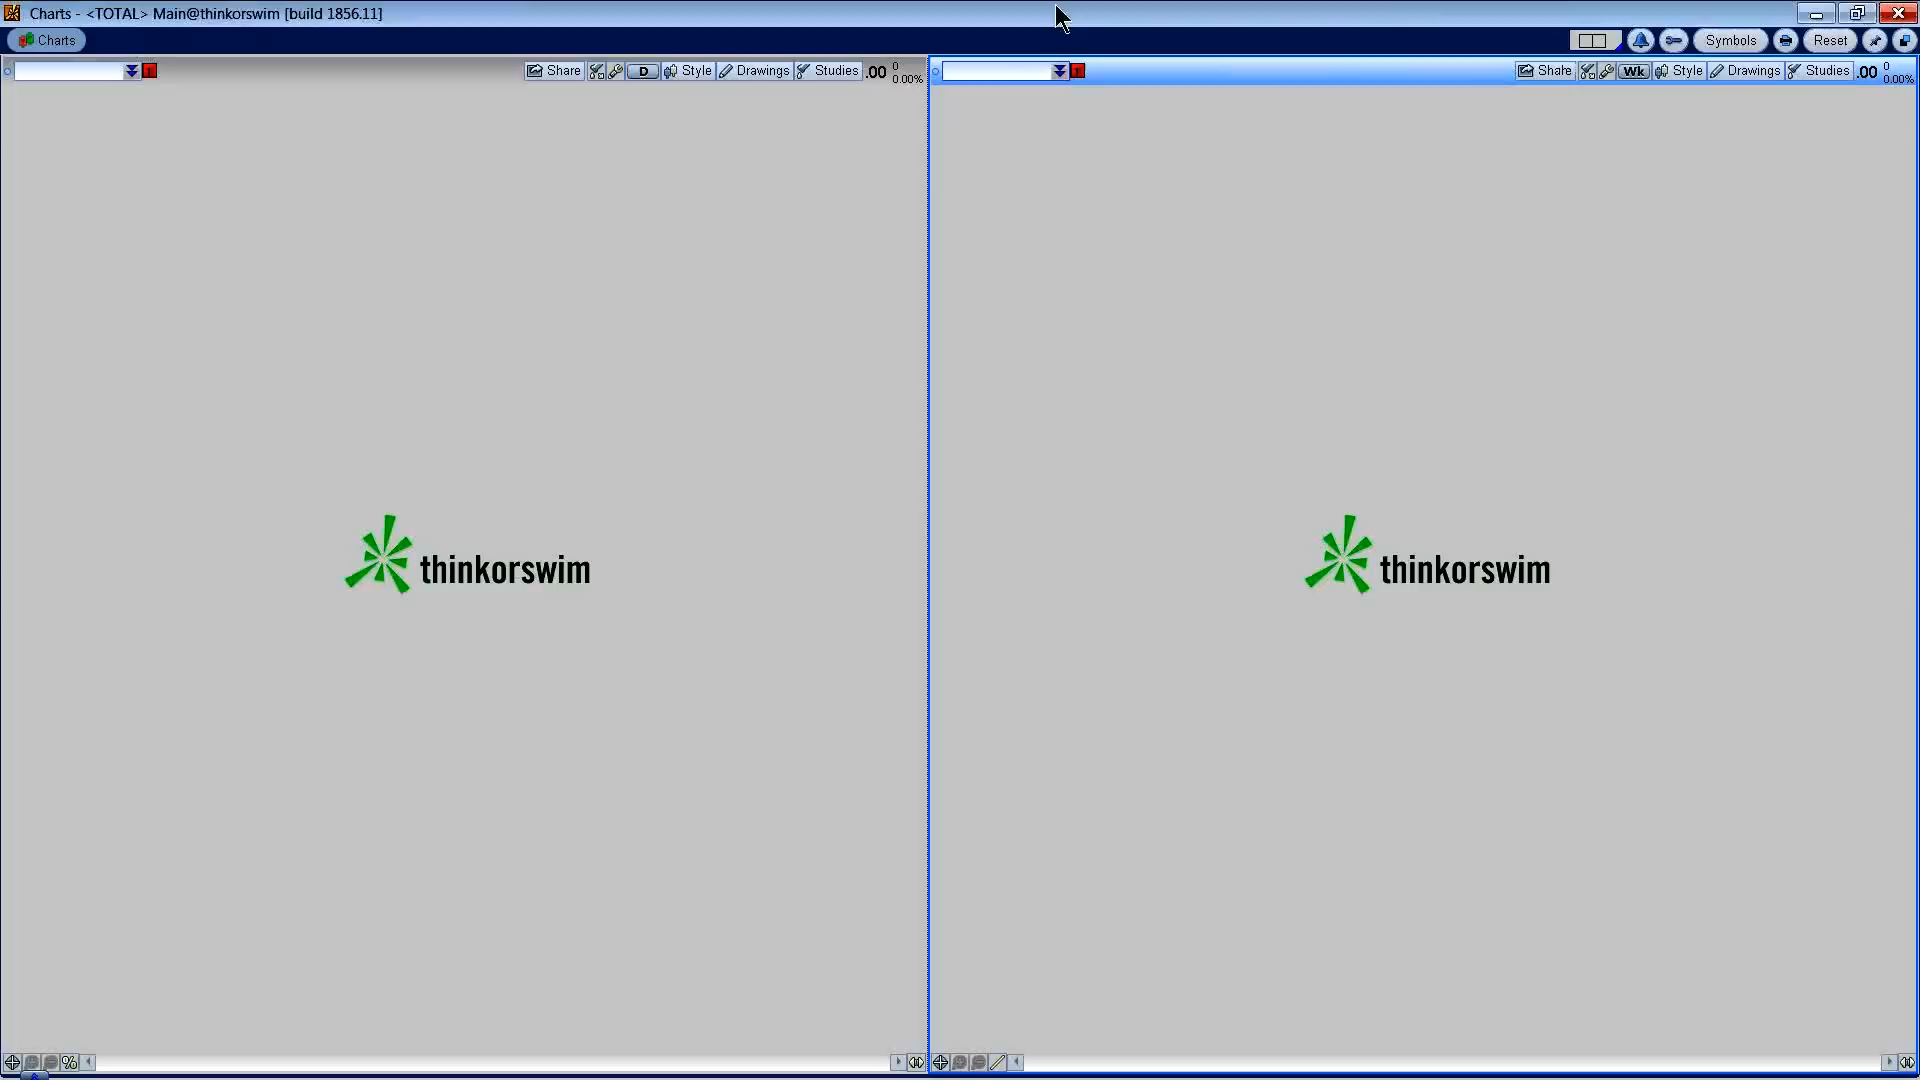 Charts - <TOTAL> Main@thinkorswim [build 1856.11]
Charts
Symbols
Reset
Share
D
Style
Drawings
Studies
.00
0
0.00%
Share
Wk
Style
Drawings
Studies
.00
0
0.00%
thinkorswim
thinkorswim
%